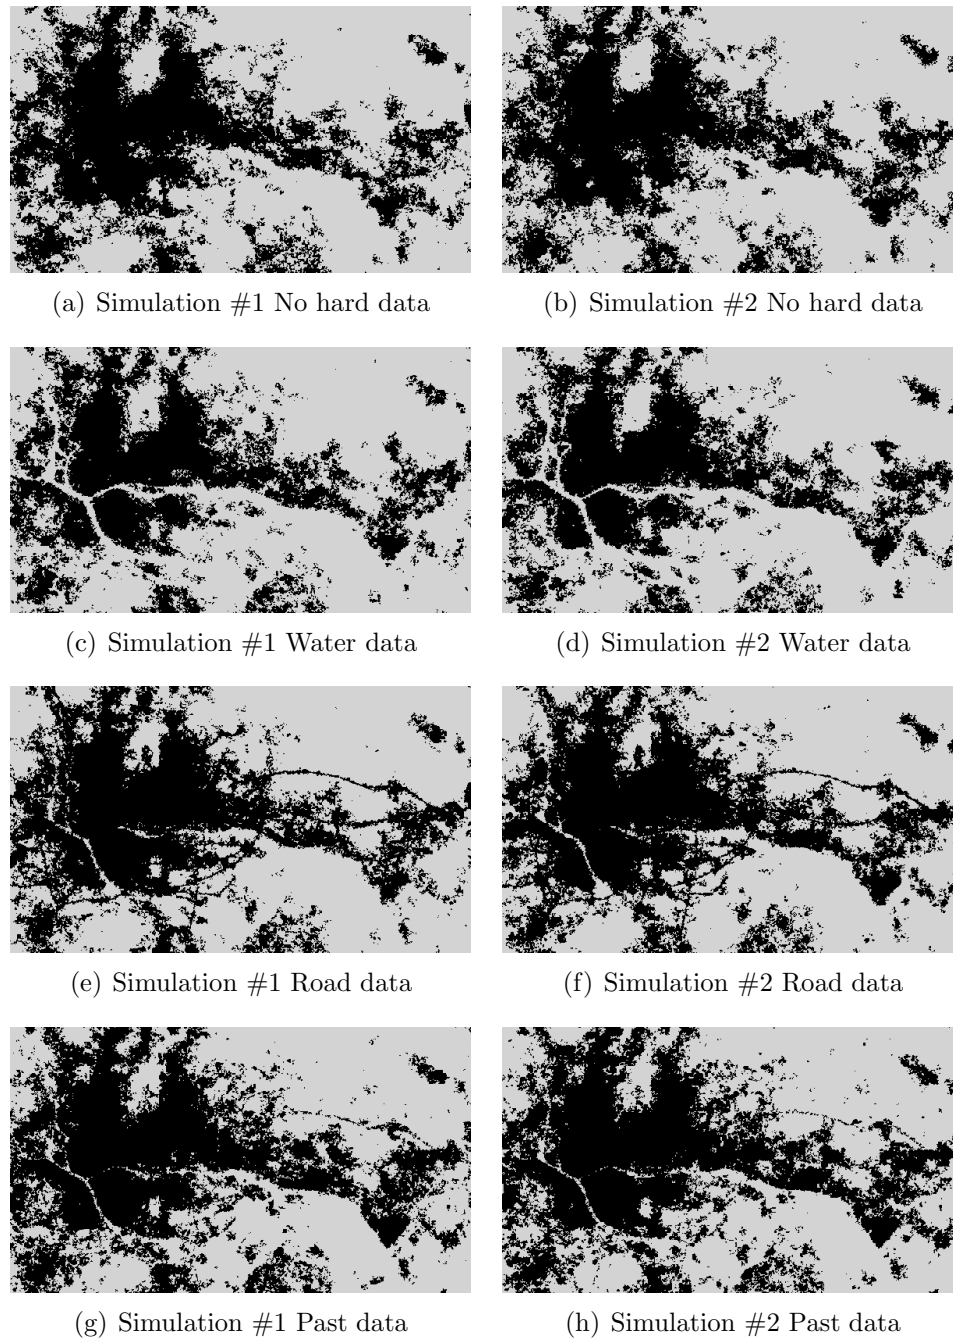 (a) Simulation #1 No hard data
(b) Simulation #2 No hard data
(c) Simulation #1 Water data
(d) Simulation #2 Water data
(e) Simulation #1 Road data
(f) Simulation #2 Road data
(g) Simulation #1 Past data
(h) Simulation #2 Past data